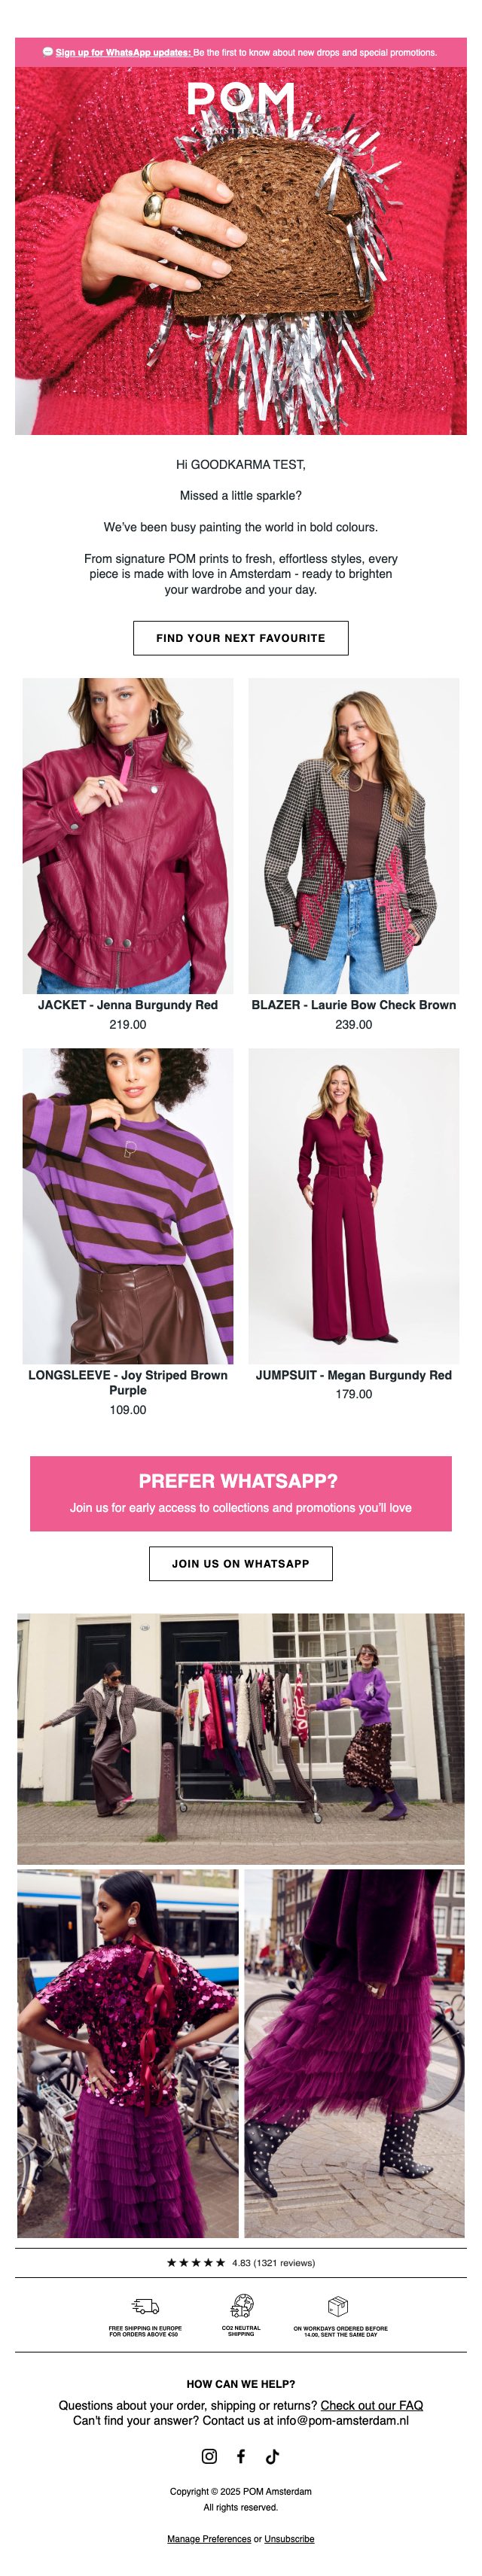 Sign up for WhatsApp updates: Be the first to know about new drops and special promotions.
POM
AMSTERDAM
Hi GOODKARMA TEST,
Missed a little sparkle?
We've been busy painting the world in bold colours.
From signature POM prints to fresh, effortless styles, every
piece is made with love in Amsterdam - ready to brighten
your wardrobe and your day.
FIND YOUR NEXT FAVOURITE
JACKET - Jenna Burgundy Red
219.00
BLAZER - Laurie Bow Check Brown
239.00
LONGSLEEVE - Joy Striped Brown
Purple
109.00
JUMPSUIT - Megan Burgundy Red
179.00
PREFER WHATSAPP?
Join us for early access to collections and promotions you'll love
JOIN US ON WHATSAPP
★★★★★ 4.83 (1321 reviews)
FREE SHIPPING IN EUROPE
FOR ORDERS ABOVE €50
CO2 NEUTRAL
SHIPPING
ON WORKDAYS ORDERED BEFORE
14.00, SENT THE SAME DAY
HOW CAN WE HELP?
Questions about your order, shipping or returns? Check out our FAQ
Can't find your answer? Contact us at info@pom-amsterdam.nl
Copyright © 2025 POM Amsterdam
All rights reserved.
Manage Preferences or Unsubscribe